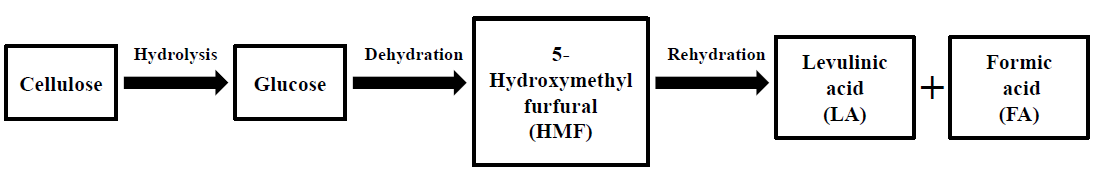 Cellulose
Hydrolysis
Glucose
Dehydration
5-
Hydroxymethyl
furfural
(HMF)
Rehydration
Levulinic
acid
(LA)
+
Formic
acid
(FA)